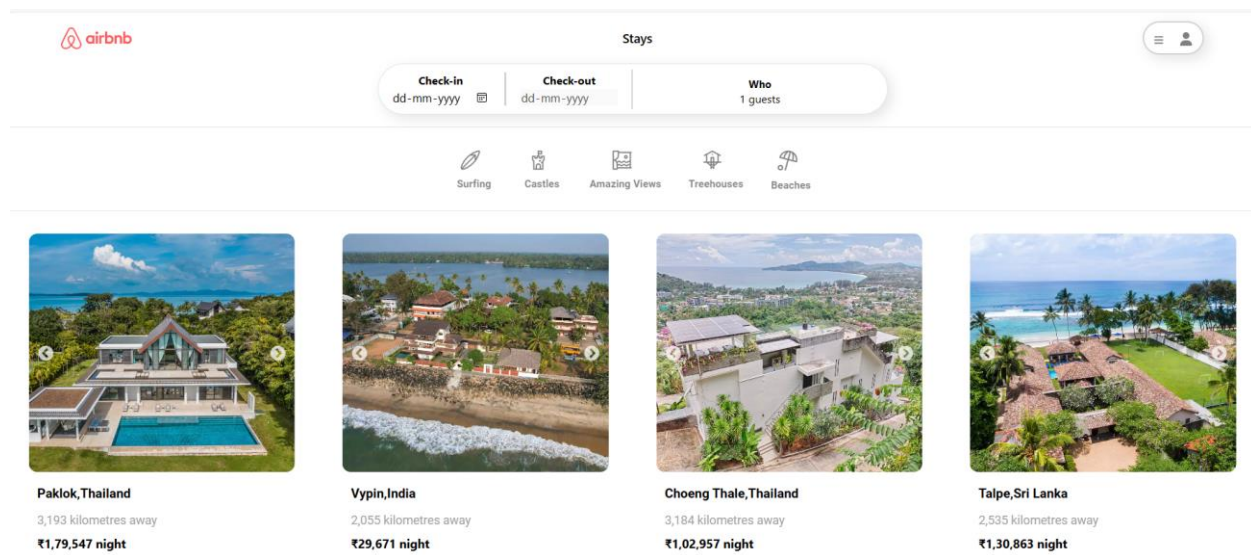 airbnb
Stays
Check-in
Check-out
Who
dd-mm-yyyy
dd-mm-yyyy
1 guests
Surfing
Castles
Amazing Views
Treehouses
Beaches
Paklok,Thailand
3,193 kilometres away
₹1,79,547 night
Vypin,India
2,055 kilometres away
₹29,671 night
Choeng Thale,Thailand
3,184 kilometres away
₹1,02,957 night
Talpe,Sri Lanka
2,535 kilometres away
₹1,30,863 night